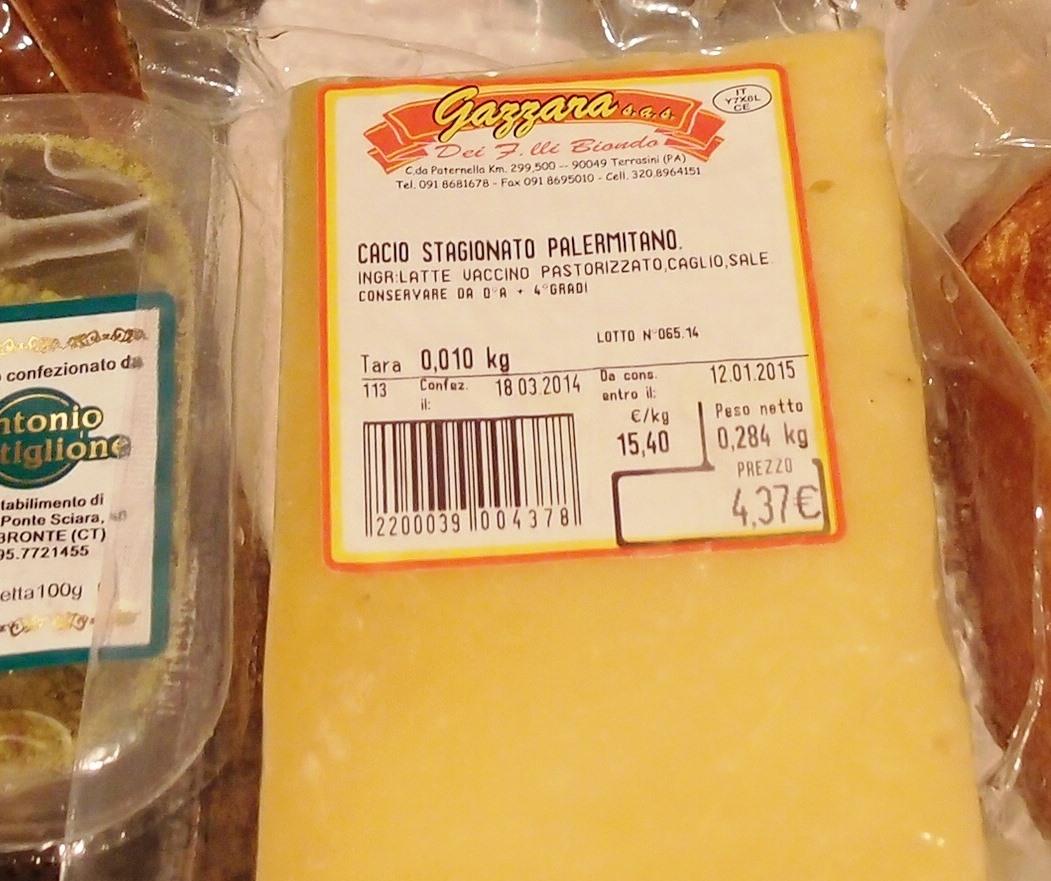 Gazzara s.a.s.
Dei F.lli Biondo
IT
Y7X6L
CE
C.da Paternella Km. 299,500 -- 90049 Terrasini (PA)
Tel. 091 8681678 - Fax 091 8695010 - Cell. 320.8964151
CACIO STAGIONATO PALERMITANO.
INGR:LATTE VACCINO PASTORIZZATO,CAGLIO,SALE.
CONSERVARE DA 0°A + 4°GRADI
LOTTO N°065.14
Tara 0,010 kg
113 Confez. il: 18.03.2014
Da cons. entro il: 12.01.2015
€/kg
15,40
Peso netto
0,284 kg
PREZZO
4,37€
2200039 004378
confezionato da
ntonio
tiglione
tabilimento di
Ponte Sciara,
BRONTE (CT)
95.7721455
etta 100g